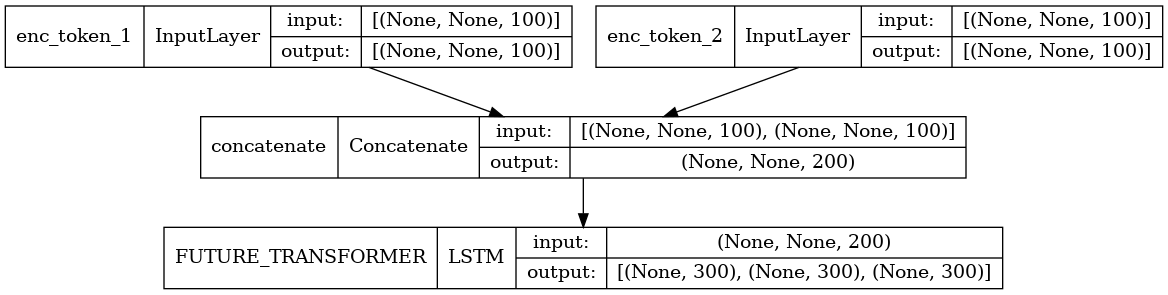 enc_token_1 InputLayer input: [(None, None, 100)]
output: [(None, None, 100)]
enc_token_2 InputLayer input: [(None, None, 100)]
output: [(None, None, 100)]
concatenate Concatenate input: [(None, None, 100), (None, None, 100)]
output: (None, None, 200)
FUTURE_TRANSFORMER LSTM input: (None, None, 200)
output: [(None, 300), (None, 300), (None, 300)]